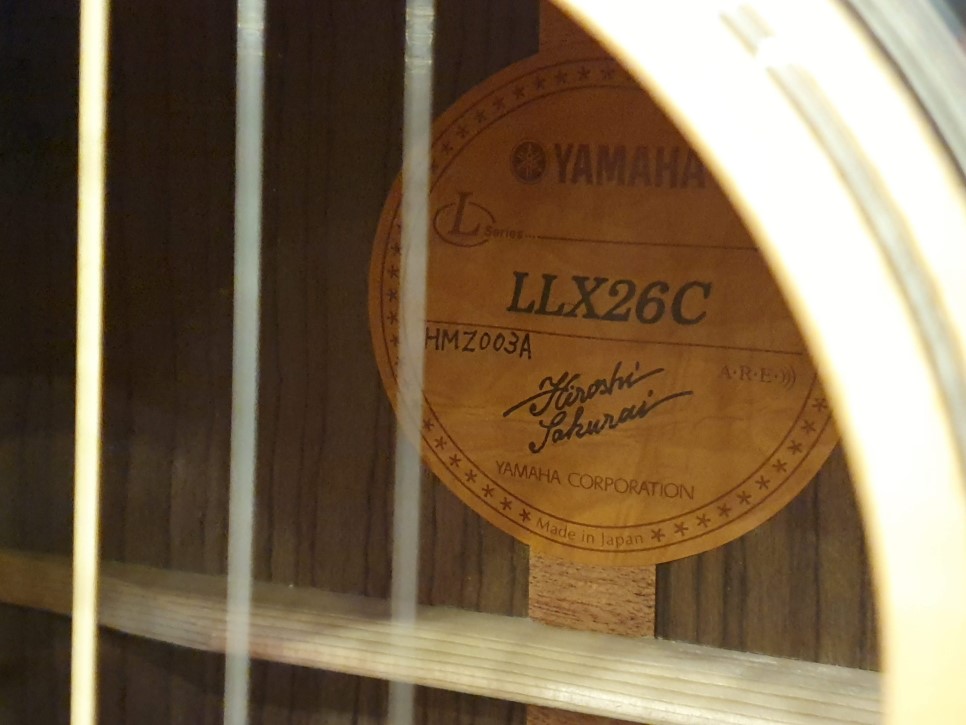 YAMAHA
L Series
LLX26C
HMZ003A
A·R·E·)))
Hiroshi
Sakurai
YAMAHA CORPORATION
Made in Japan